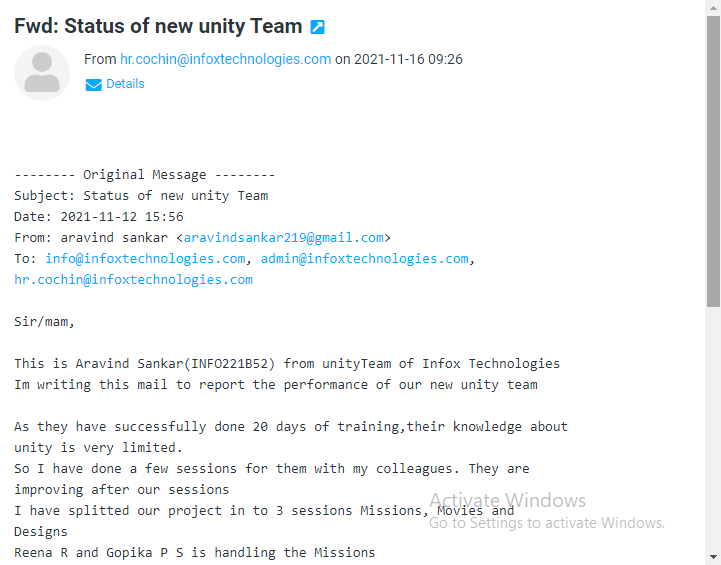 Fwd: Status of new unity Team
From hr.cochin@infoxtechnologies.com on 2021-11-16 09:26
Details
-------- Original Message --------
Subject: Status of new unity Team
Date: 2021-11-12 15:56
From: aravind sankar <aravindsankar219@gmail.com>
To: info@infoxtechnologies.com, admin@infoxtechnologies.com,
hr.cochin@infoxtechnologies.com
Sir/mam,
This is Aravind Sankar(INFO221B52) from unityTeam of Infox Technologies
Im writing this mail to report the performance of our new unity team
As they have successfully done 20 days of training,their knowledge about
unity is very limited.
So I have done a few sessions for them with my colleagues. They are
improving after our sessions
I have splitted our project in to 3 sessions Missions, Movies and
Designs
Reena R and Gopika P S is handling the Missions
Activate Windows
Go to Settings to activate Windows.